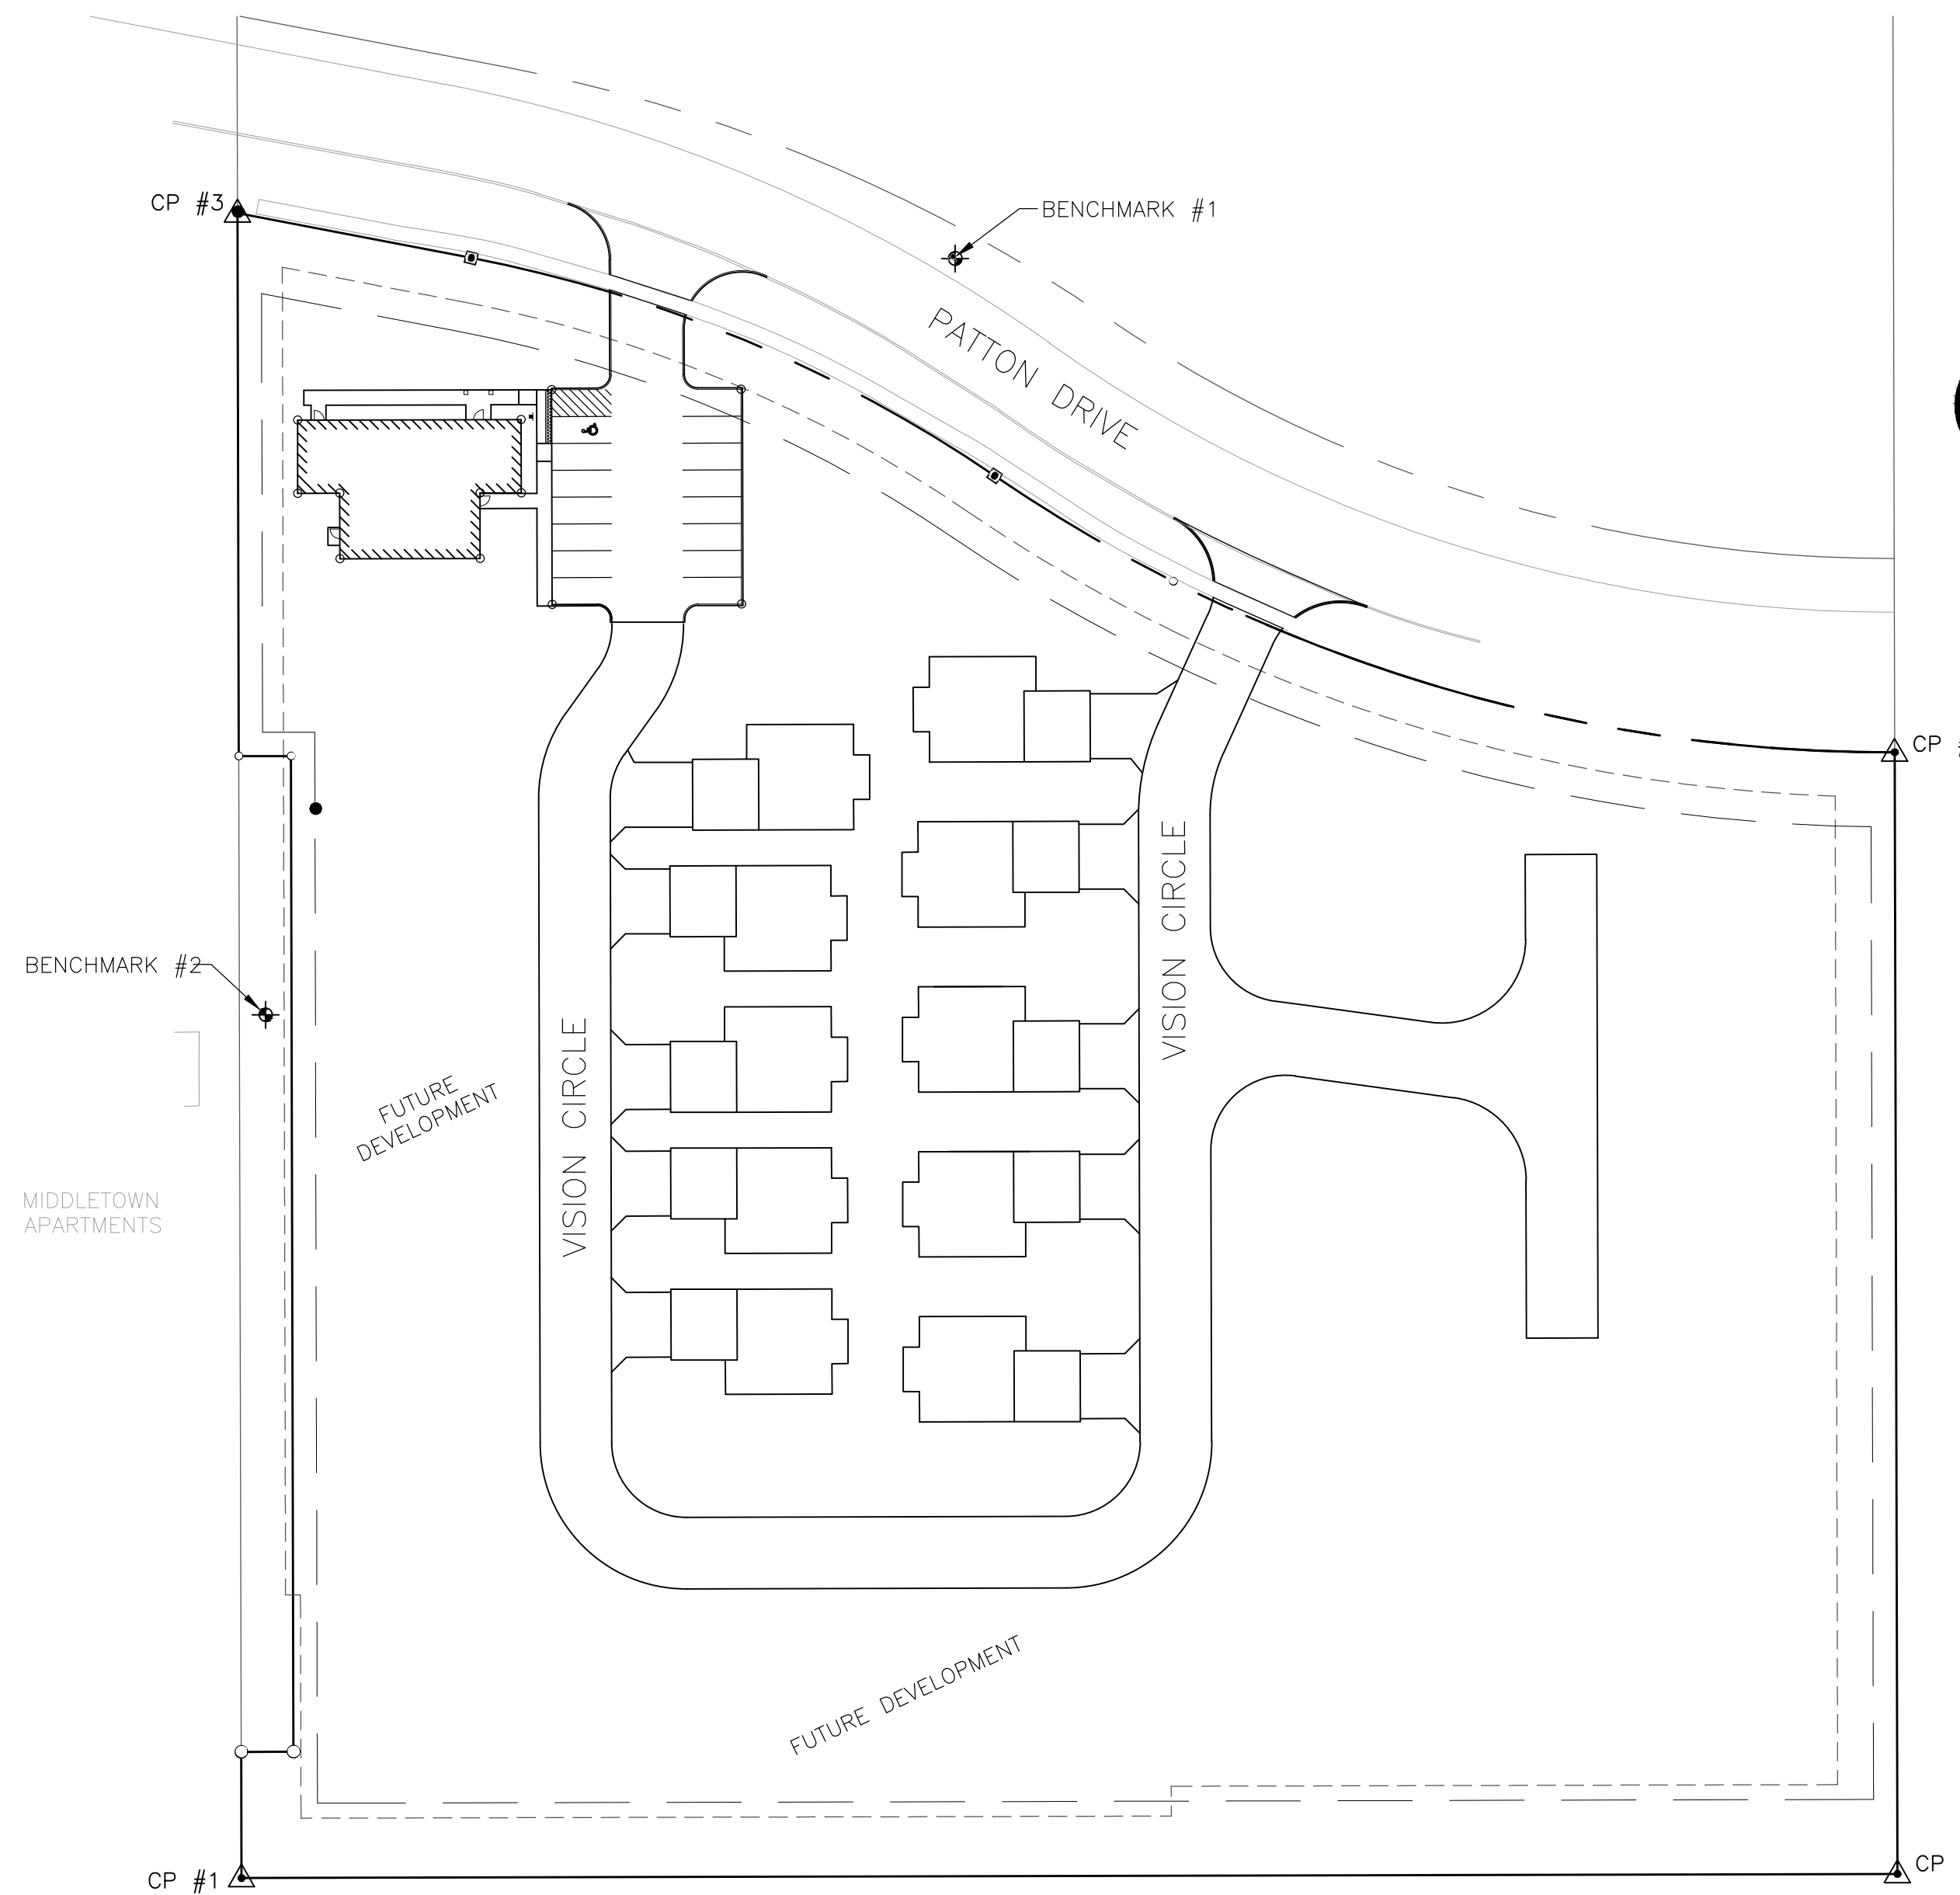 CP #3
BENCHMARK #1
PATTON DRIVE
CP
BENCHMARK #2
VISION CIRCLE
VISION CIRCLE
FUTURE
DEVELOPMENT
MIDDLETOWN
APARTMENTS
FUTURE DEVELOPMENT
CP #1
CP